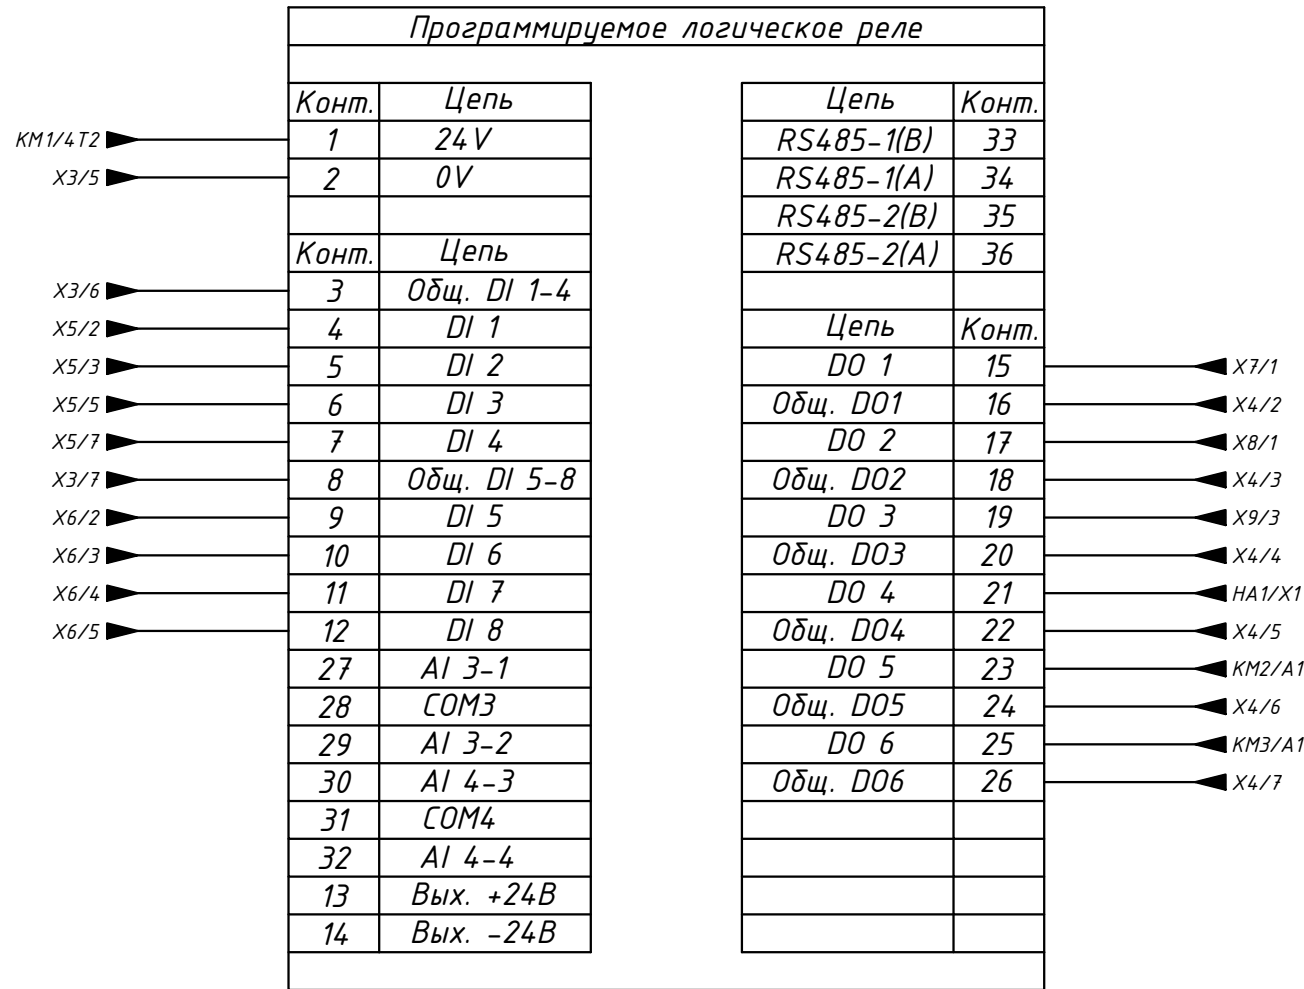 Программируемое логическое реле
Конт. Цепь Цепь Конт.
KM1/4T2 1 24V RS485-1(B) 33
X3/5 2 0V RS485-1(A) 34
RS485-2(B) 35
Конт. Цепь RS485-2(A) 36
X3/6 3 Общ. DI 1-4
X5/2 4 DI 1 Цепь Конт.
X5/3 5 DI 2 DO 1 15 X7/1
X5/5 6 DI 3 Общ. DO1 16 X4/2
X5/7 7 DI 4 DO 2 17 X8/1
X3/7 8 Общ. DI 5-8 Общ. DO2 18 X4/3
X6/2 9 DI 5 DO 3 19 X9/3
X6/3 10 DI 6 Общ. DO3 20 X4/4
X6/4 11 DI 7 DO 4 21 HA1/X1
X6/5 12 DI 8 Общ. DO4 22 X4/5
27 AI 3-1 DO 5 23 KM2/A1
28 COM3 Общ. DO5 24 X4/6
29 AI 3-2 DO 6 25 KM3/A1
30 AI 4-3 Общ. DO6 26 X4/7
31 COM4
32 AI 4-4
13 Вых. +24В
14 Вых. -24В